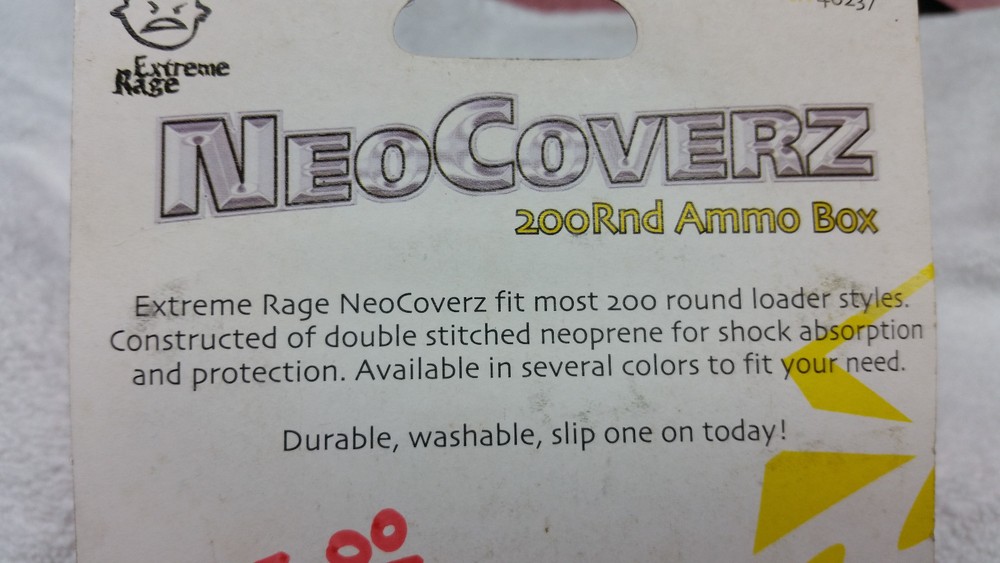 46237
Extreme
Rage
NEOCOVERZ
200Rnd Ammo Box
Extreme Rage NeoCoverz fit most 200 round loader styles.
Constructed of double stitched neoprene for shock absorption
and protection. Available in several colors to fit your need.
Durable, washable, slip one on today!